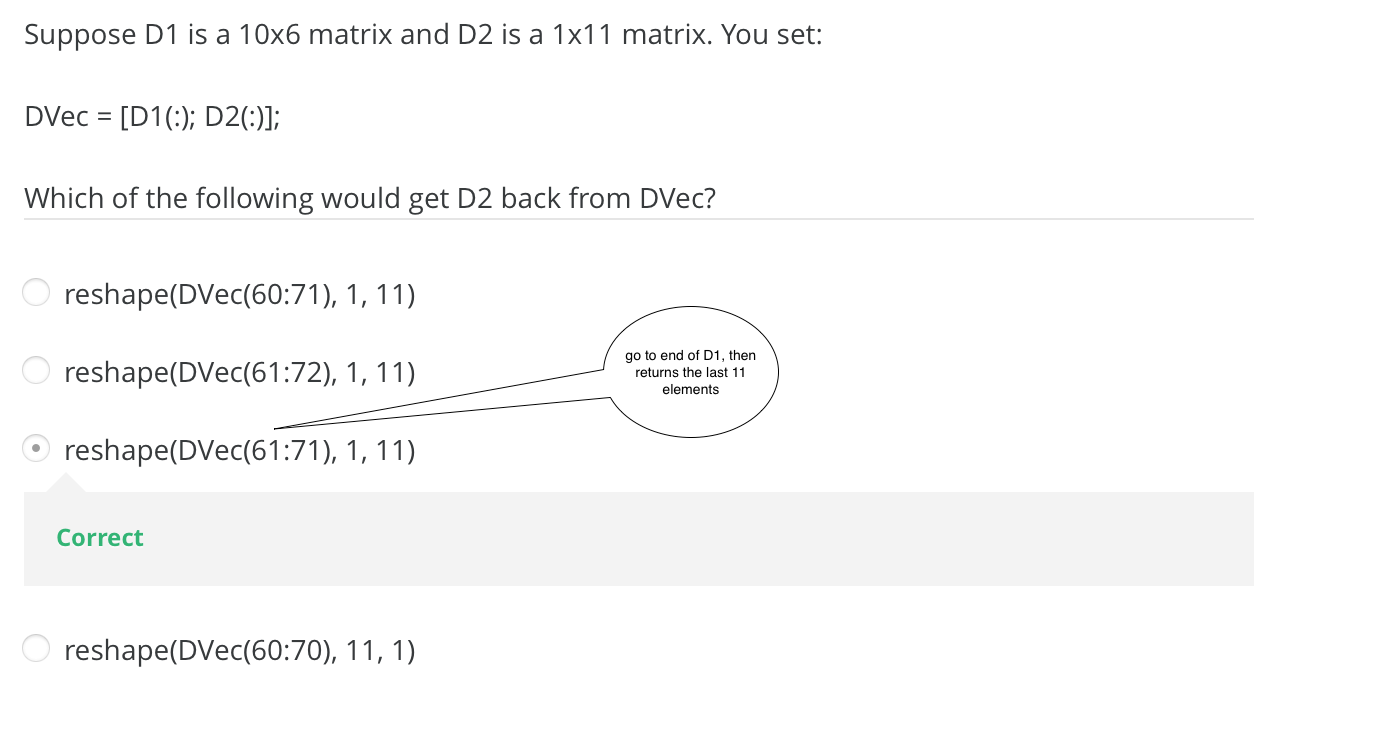 Suppose D1 is a 10x6 matrix and D2 is a 1x11 matrix. You set:
DVec = [D1(:); D2(:)];
Which of the following would get D2 back from DVec?
reshape(DVec(60:71), 1, 11)
reshape(DVec(61:72), 1, 11)
go to end of D1, then
returns the last 11
elements
reshape(DVec(61:71), 1, 11)
Correct
reshape(DVec(60:70), 11, 1)